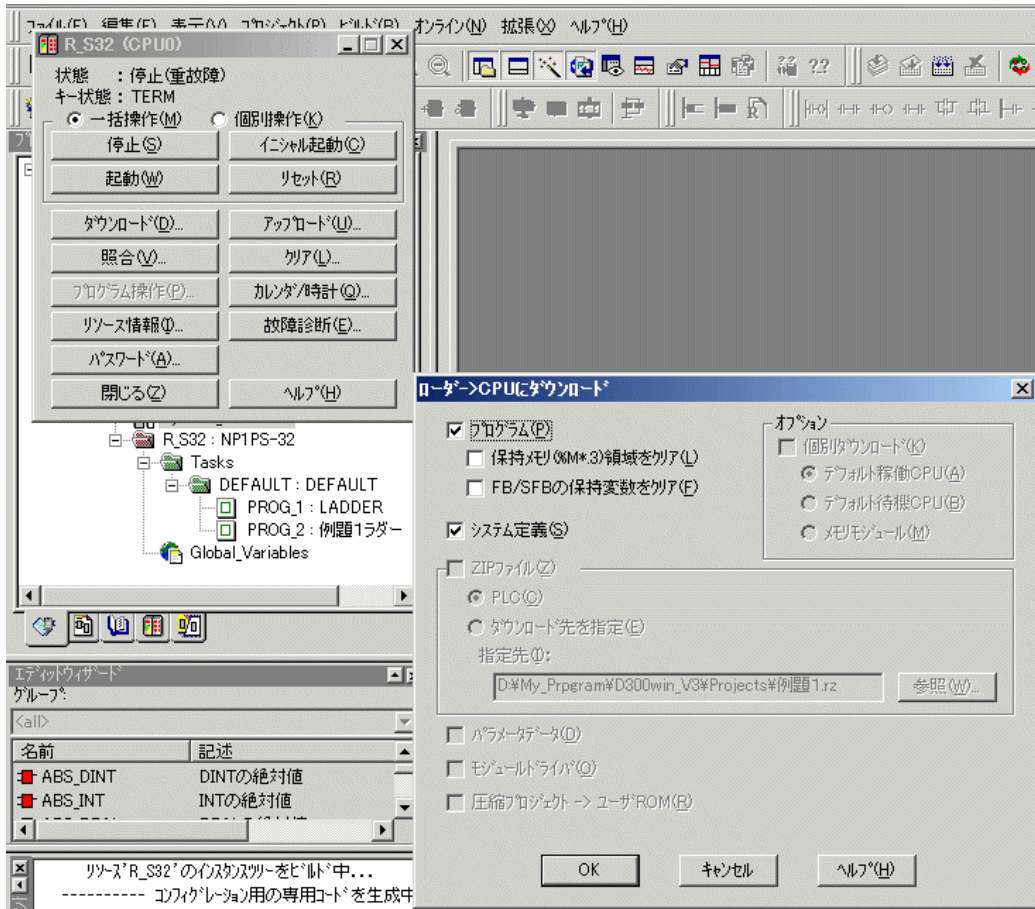 ファイル(F) 編集(E) 表示(V) プロジェクト(P) ビルド(B) オンライン(N) 拡張(X) ヘルプ(H)
R_S32 (CPU0)
状態 : 停止(重故障)
キー状態 : TERM
一括操作(M) 個別操作(K)
停止(S) イニシャル起動(C)
起動(W) リセット(R)
ダウンロード(D)... アップロード(U)...
照合(V)... クリア(L)...
プログラム操作(P)... カレンダ/時計(Q)...
リソース情報(I)... 故障診断(E)...
パスワード(A)...
閉じる(Z) ヘルプ(H)
R_S32 : NP1PS-32
Tasks
DEFAULT : DEFAULT
PROG_1 : LADDER
PROG_2 : 例題1ラダー
Global_Variables
エディットウィザード
グループ:
<all>
名前 記述
ABS_DINT DINTの絶対値
ABS_INT INTの絶対値
リソース'R_S32'のインスタンスツリーをビルド中...
---------- コンフィグレーション用の専用コードを生成中
ローダー->CPUにダウンロード
プログラム(P)
保持メモリ(%M*.3)領域をクリア(L)
FB/SFBの保持変数をクリア(F)
システム定義(S)
オプション
個別ダウンロード(K)
デフォルト稼働CPU(A)
デフォルト待機CPU(B)
メモリモジュール(M)
ZIPファイル(Z)
PLC(C)
ダウンロード先を指定(E)
指定先(I):
D:¥My_Prpgram¥D300win_V3¥Projects¥例題1.rz 参照(W)...
パラメータデータ(D)
モジュールドライバ(O)
圧縮プロジェクト -> ユーザROM(R)
OK キャンセル ヘルプ(H)